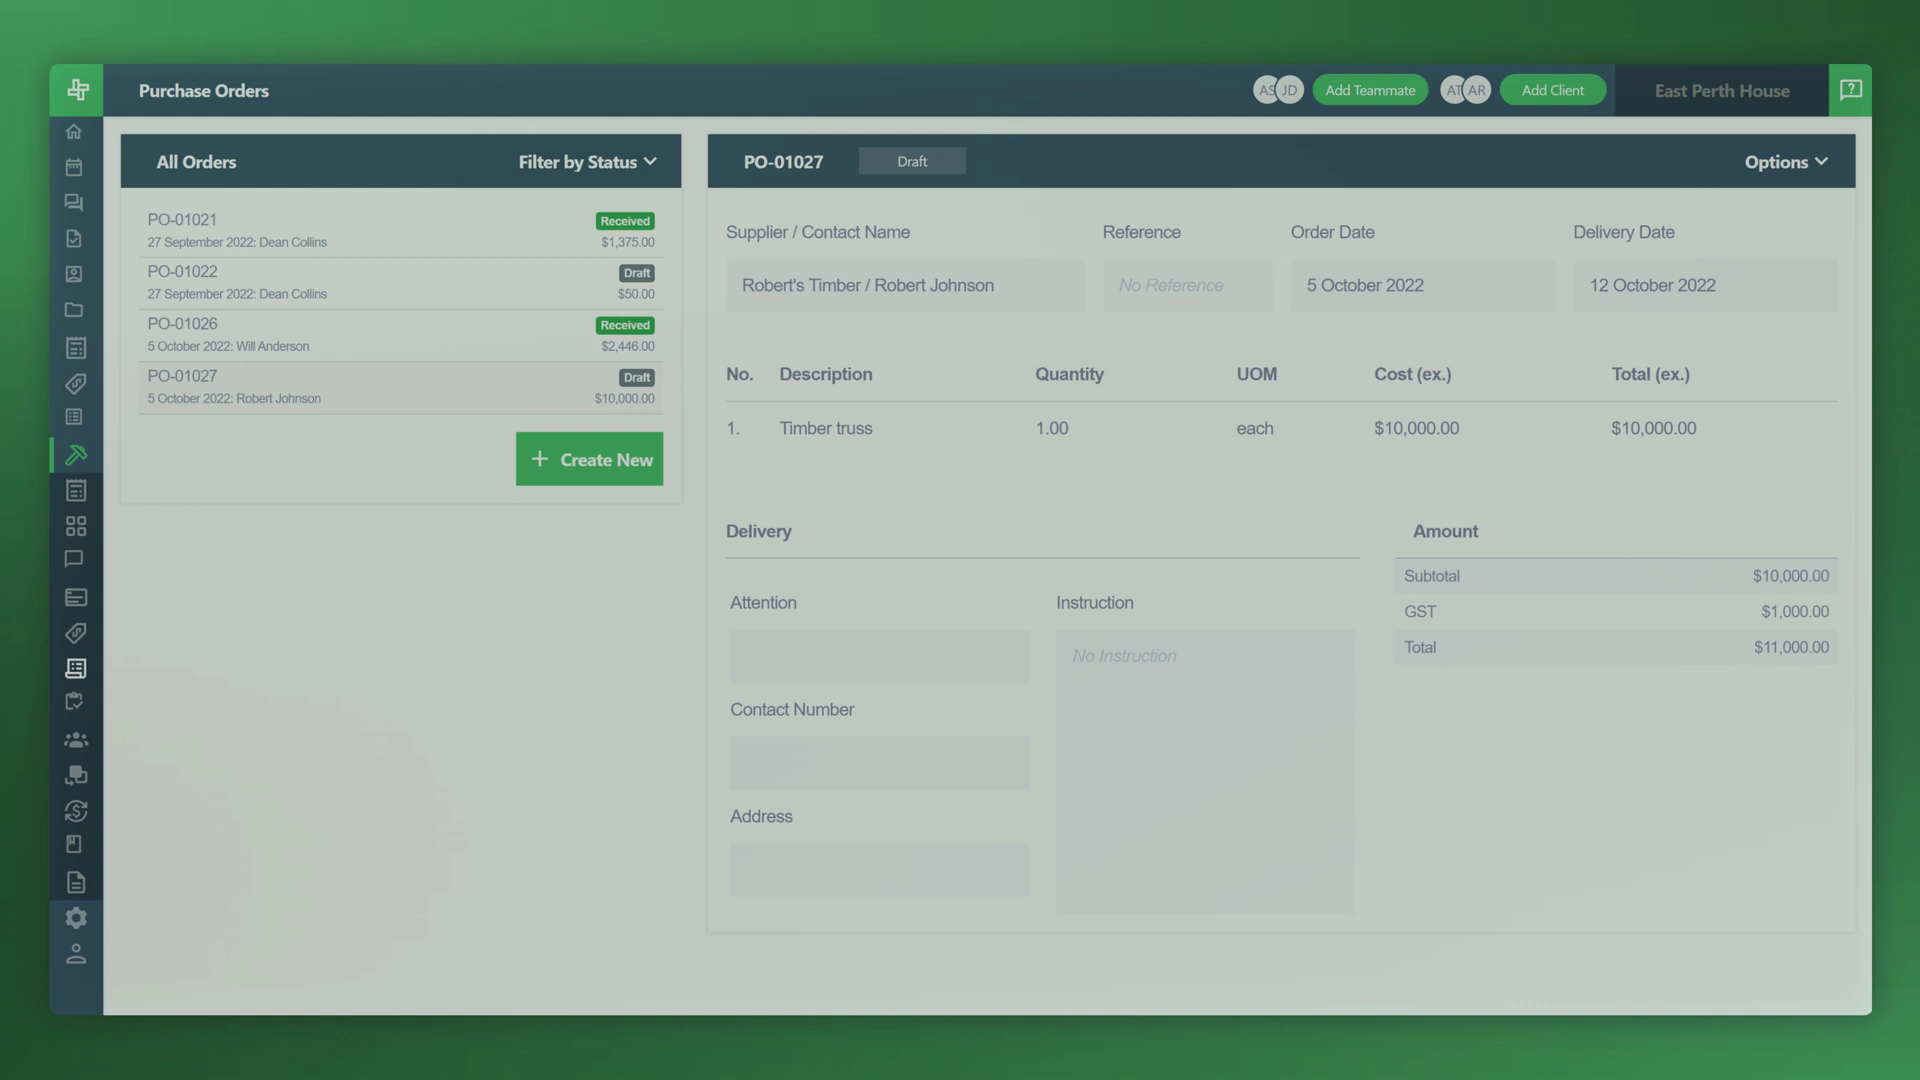 Purchase Orders
AS JD Add Teammate AT AR Add Client East Perth House
All Orders Filter by Status
PO-01021 Received
27 September 2022: Dean Collins $1,375.00
PO-01022 Draft
27 September 2022: Dean Collins $50.00
PO-01026 Received
5 October 2022: Will Anderson $2,446.00
PO-01027 Draft
5 October 2022: Robert Johnson $10,000.00
+ Create New
PO-01027 Draft Options
Supplier / Contact Name Reference Order Date Delivery Date
Robert's Timber / Robert Johnson No Reference 5 October 2022 12 October 2022
No. Description Quantity UOM Cost (ex.) Total (ex.)
1. Timber truss 1.00 each $10,000.00 $10,000.00
Delivery
Attention Instruction
No Instruction
Contact Number
Address
Amount
Subtotal $10,000.00
GST $1,000.00
Total $11,000.00